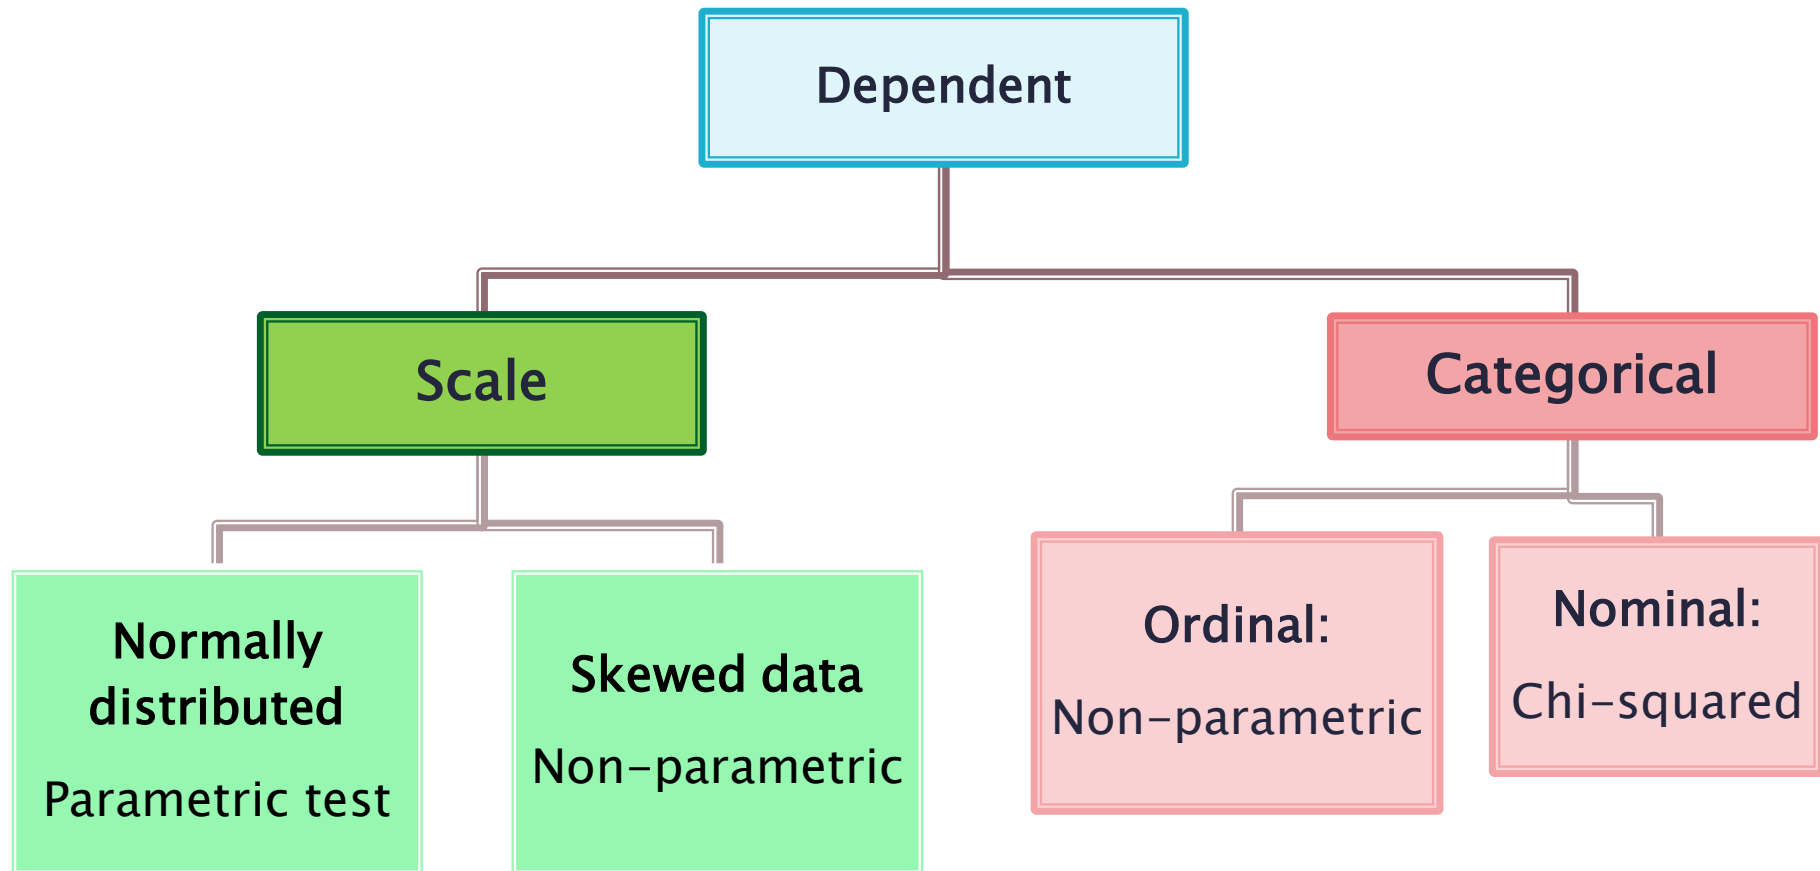 Dependent
Scale
Categorical
Normally
distributed
Parametric test
Skewed data
Non-parametric
Ordinal:
Non-parametric
Nominal:
Chi-squared